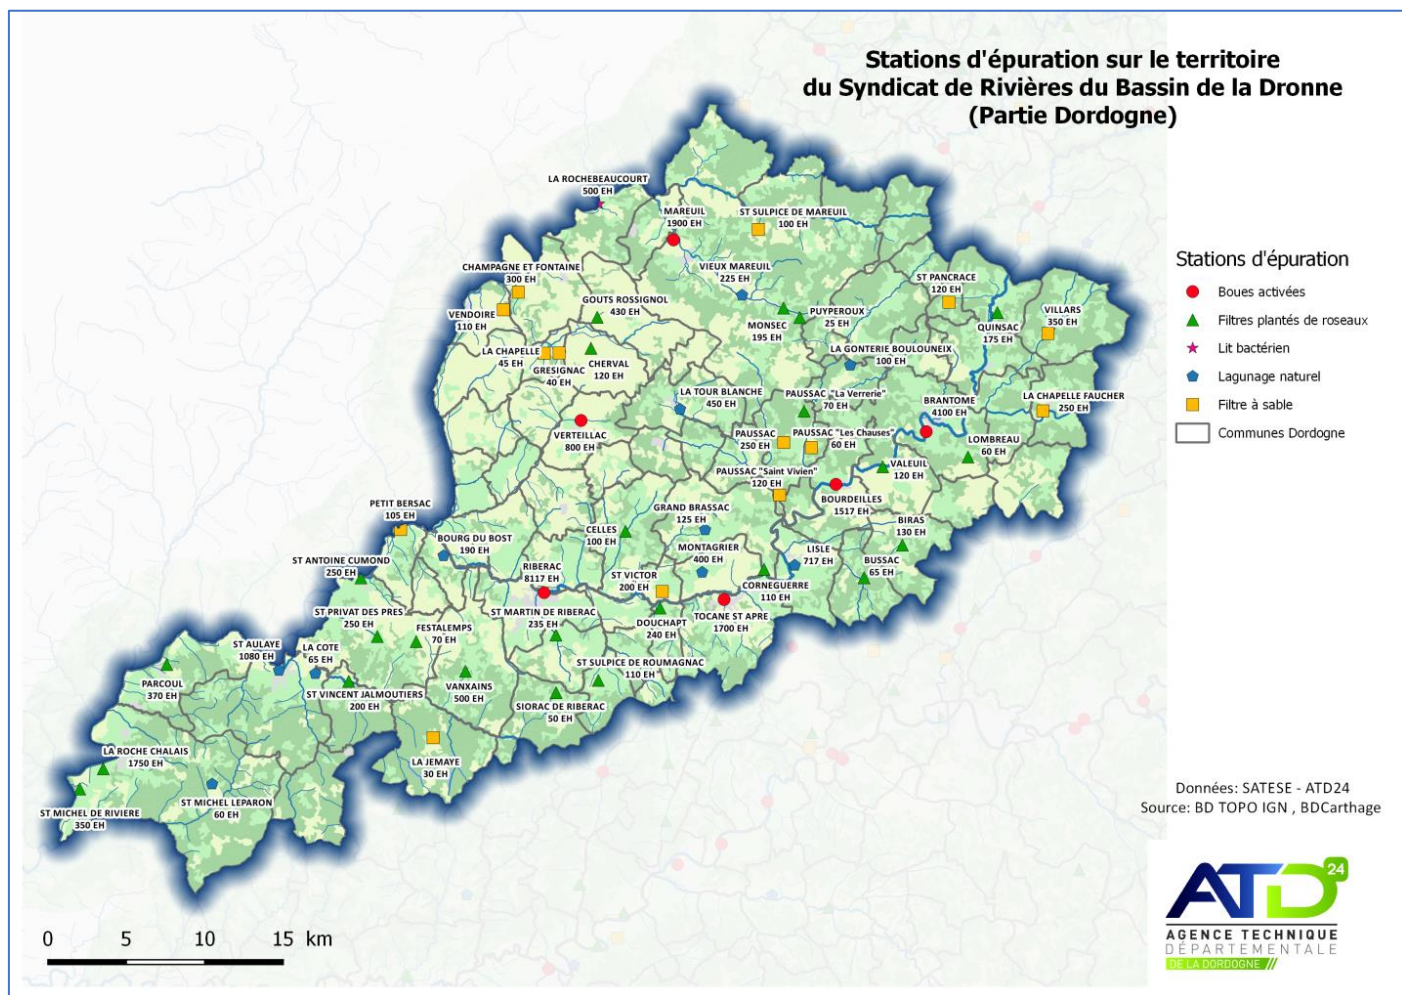 Stations d'épuration sur le territoire
du Syndicat de Rivières du Bassin de la Dronne
(Partie Dordogne)
LA ROCHEBEAUCOURT
500 EH
MAREUIL
1900 EH
ST SULPICE DE MAREUIL
100 EH
CHAMPAGNE ET FONTAINE
300 EH
VIEUX MAREUIL
225 EH
ST PANCRACE
120 EH
GOUTS ROSSIGNOL
430 EH
VENDOIRE
110 EH
MONSEC
195 EH
PUYPEROUX
25 EH
QUINSAC
175 EH
VILLARS
350 EH
LA CHAPELLE
45 EH
GRESIGNAC
40 EH
CHERVAL
120 EH
LA GONTERIE BOULOUNEIX
100 EH
LA TOUR BLANCHE
450 EH
PAUSSAC "La Verrerie"
70 EH
BRANTOME
4100 EH
LA CHAPELLE FAUCHER
250 EH
VERTEILLAC
800 EH
PAUSSAC
250 EH
PAUSSAC "Les Chauses"
60 EH
LOMBREAU
60 EH
PAUSSAC "Saint Vivien"
120 EH
VALEUIL
120 EH
BOURDEILLES
1517 EH
PETIT BERSAC
105 EH
GRAND BRASSAC
125 EH
BIRAS
130 EH
BOURG DU BOST
190 EH
CELLES
100 EH
MONTAGRIER
400 EH
LISLE
717 EH
BUSSAC
65 EH
ST ANTOINE CUMOND
250 EH
RIBERAC
8117 EH
ST VICTOR
200 EH
CORNEGUERRE
110 EH
ST PRIVAT DES PRES
250 EH
FESTALEMPS
70 EH
ST MARTIN DE RIBERAC
235 EH
DOUCHAPT
240 EH
TOCANE ST APRE
1700 EH
ST AULAYE
1080 EH
LA COTE
65 EH
ST SULPICE DE ROUMAGNAC
110 EH
PARCOUL
370 EH
ST VINCENT JALMOUTIERS
200 EH
VANXAINS
500 EH
SIORAC DE RIBERAC
50 EH
LA ROCHE CHALAIS
1750 EH
LA JEMAYE
30 EH
ST MICHEL DE RIVIERE
350 EH
ST MICHEL LEPARON
60 EH
Stations d'épuration
Boues activées
Filtres plantés de roseaux
Lit bactérien
Lagunage naturel
Filtre à sable
Communes Dordogne
Données: SATESE - ATD24
Source: BD TOPO IGN , BDCarthage
0 5 10 15 km
ATD 24
AGENCE TECHNIQUE
DÉPARTEMENTALE
DE LA DORDOGNE //